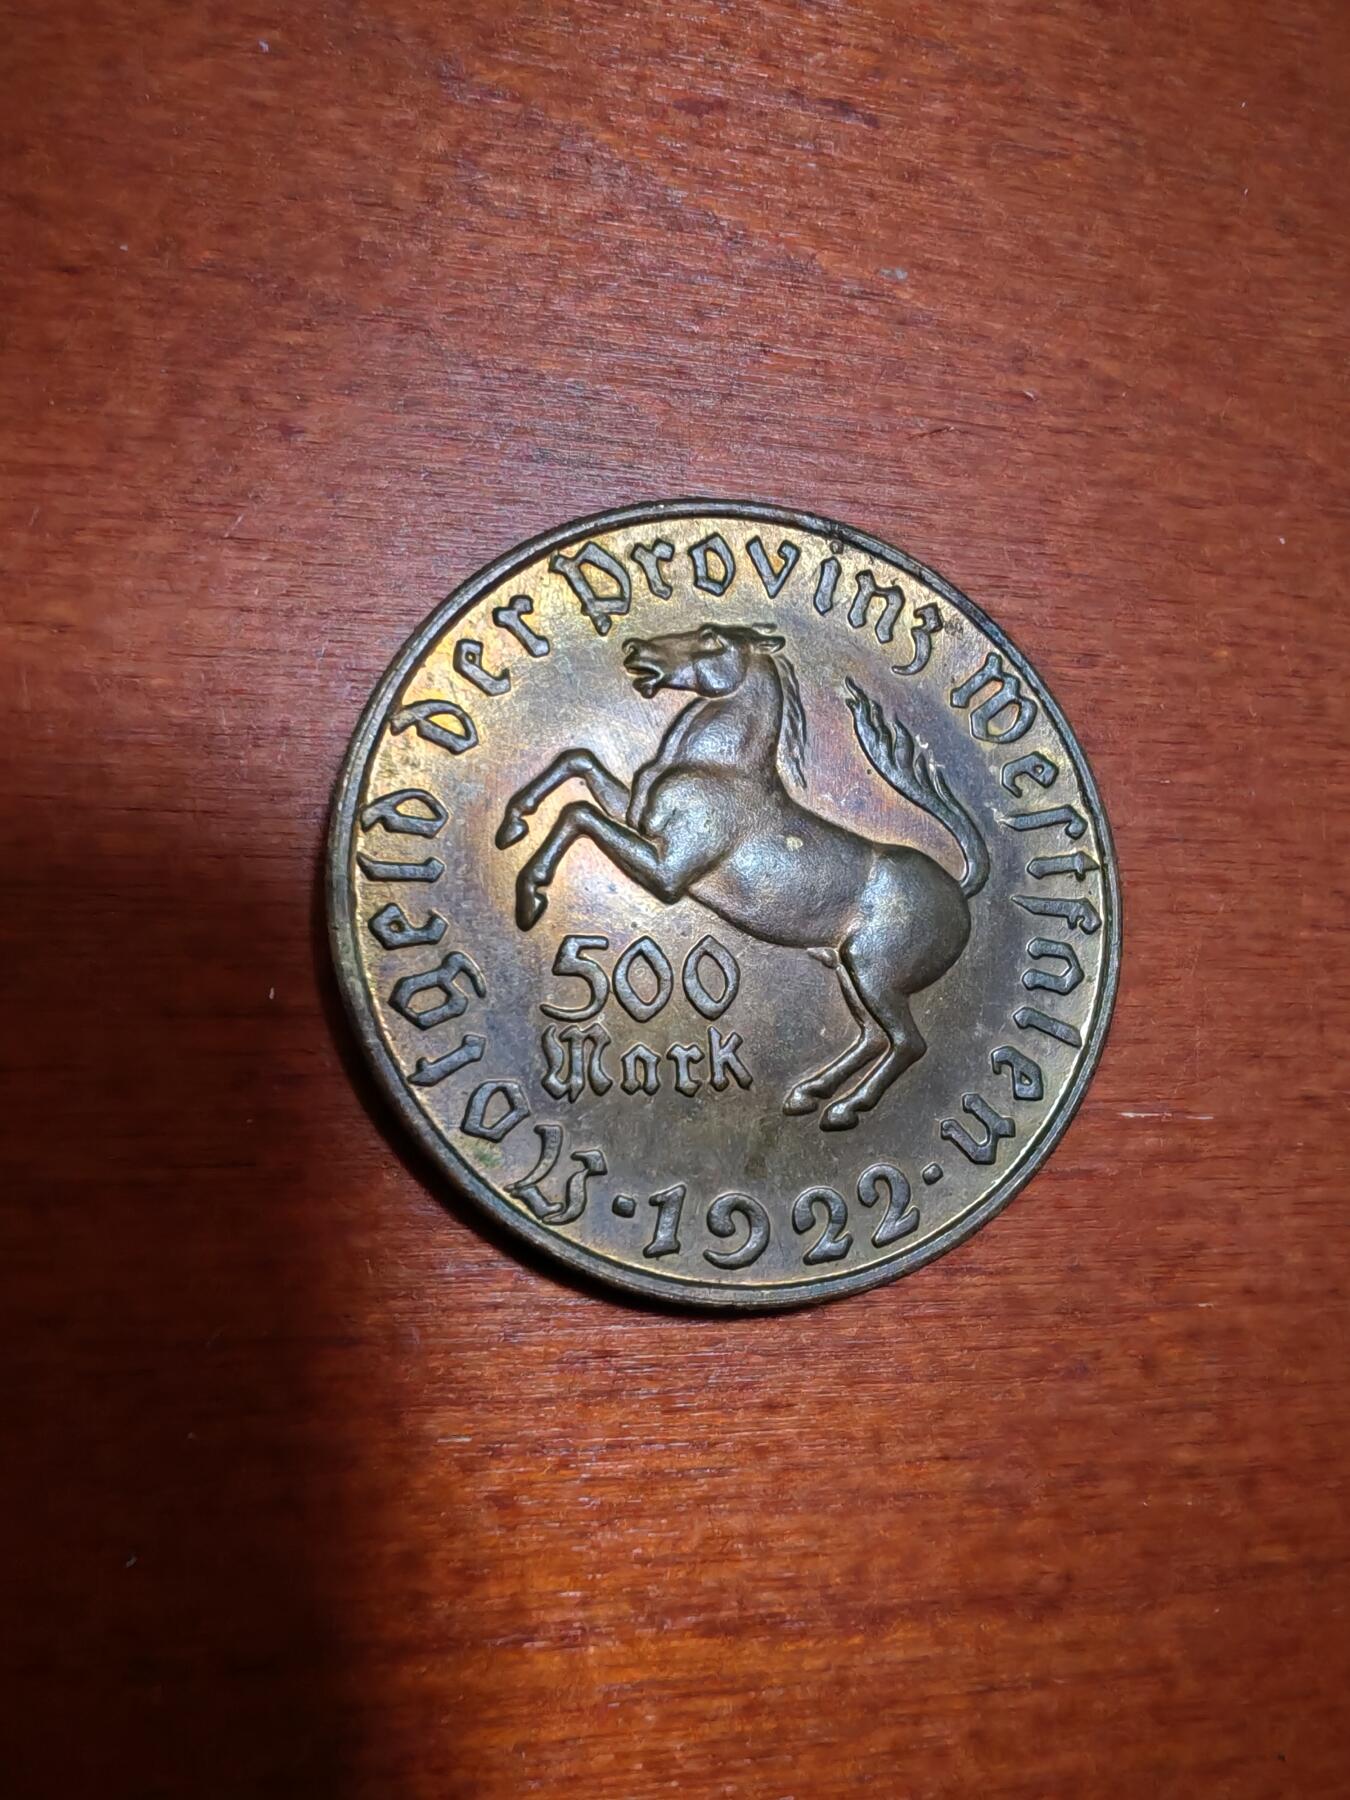 Notgeld der Provinz Westfalen
500
Mark
·1922·